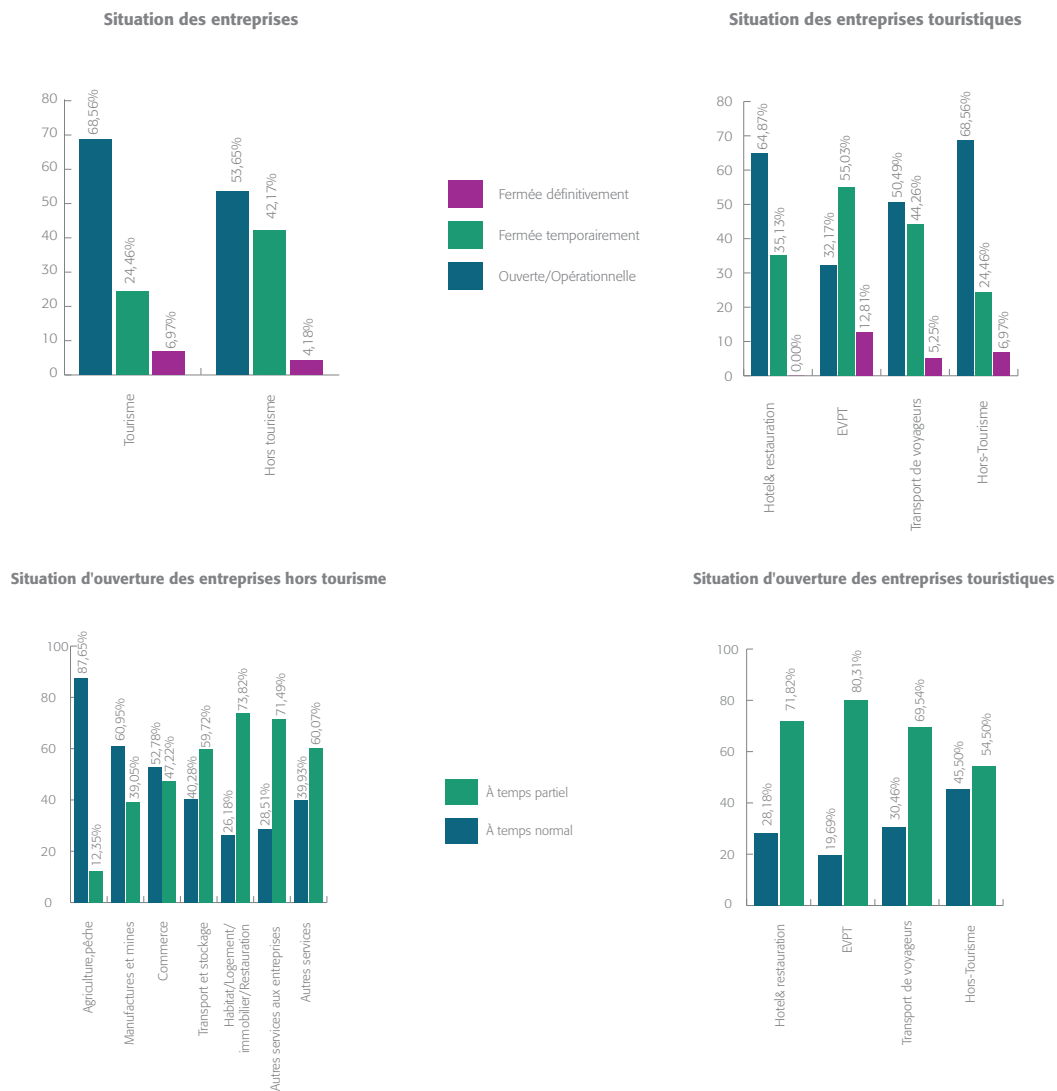 Situation des entreprises
80
70
60
50
40
30
20
10
0
68,56%
24,46%
6,97%
53,65%
42,17%
4,18%
Tourisme
Hors tourisme
Fermée définitivement
Fermée temporairement
Ouverte/Opérationnelle
Situation des entreprises touristiques
80
70
60
50
40
30
20
10
0
64,87%
35,13%
0,00%
32,17%
55,03%
12,81%
50,49%
44,26%
5,25%
68,56%
24,46%
6,97%
Hotel& restauration
EVPT
Transport de voyageurs
Hors-Tourisme
Situation d'ouverture des entreprises hors tourisme
100
80
60
40
20
0
87,65%
12,35%
60,95%
39,05%
52,78%
47,22%
40,28%
59,72%
26,18%
73,82%
28,51%
71,49%
39,93%
60,07%
Agriculture,pêche
Manufactures et mines
Commerce
Transport et stockage
Habitat/Logement/
immobilier/Restauration
Autres services aux entreprises
Autres services
À temps partiel
À temps normal
Situation d'ouverture des entreprises touristiques
100
80
60
40
20
0
28,18%
71,82%
19,69%
80,31%
30,46%
69,54%
45,50%
54,50%
Hotel& restauration
EVPT
Transport de voyageurs
Hors-Tourisme